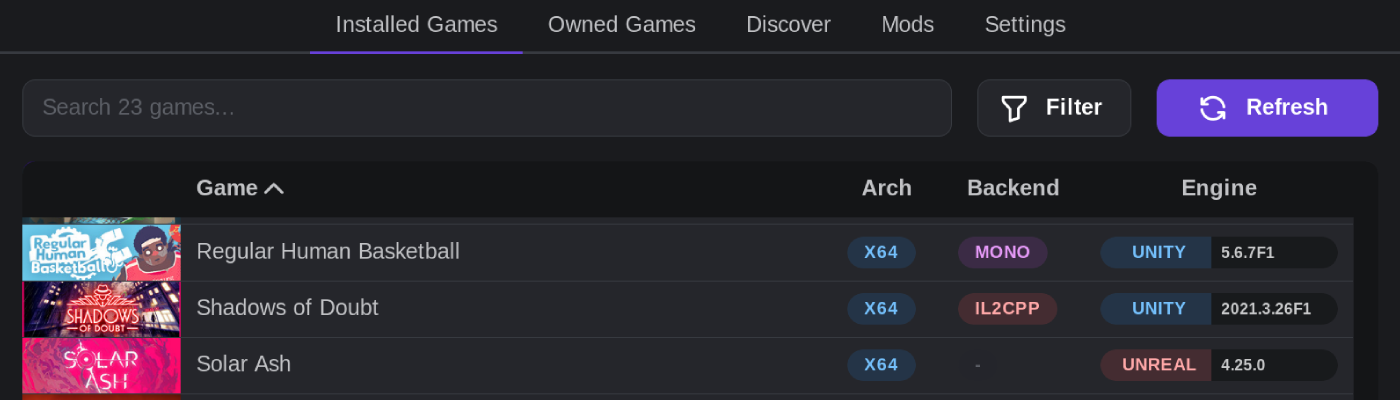 Installed Games Owned Games Discover Mods Settings
Search 23 games... Filter Refresh
Game Arch Backend Engine
Regular Human Basketball
Regular Human Basketball X64 MONO UNITY 5.6.7F1
SHADOWS OF DOUBT
Shadows of Doubt X64 IL2CPP UNITY 2021.3.26F1
SOLAR ASH
Solar Ash X64 - UNREAL 4.25.0